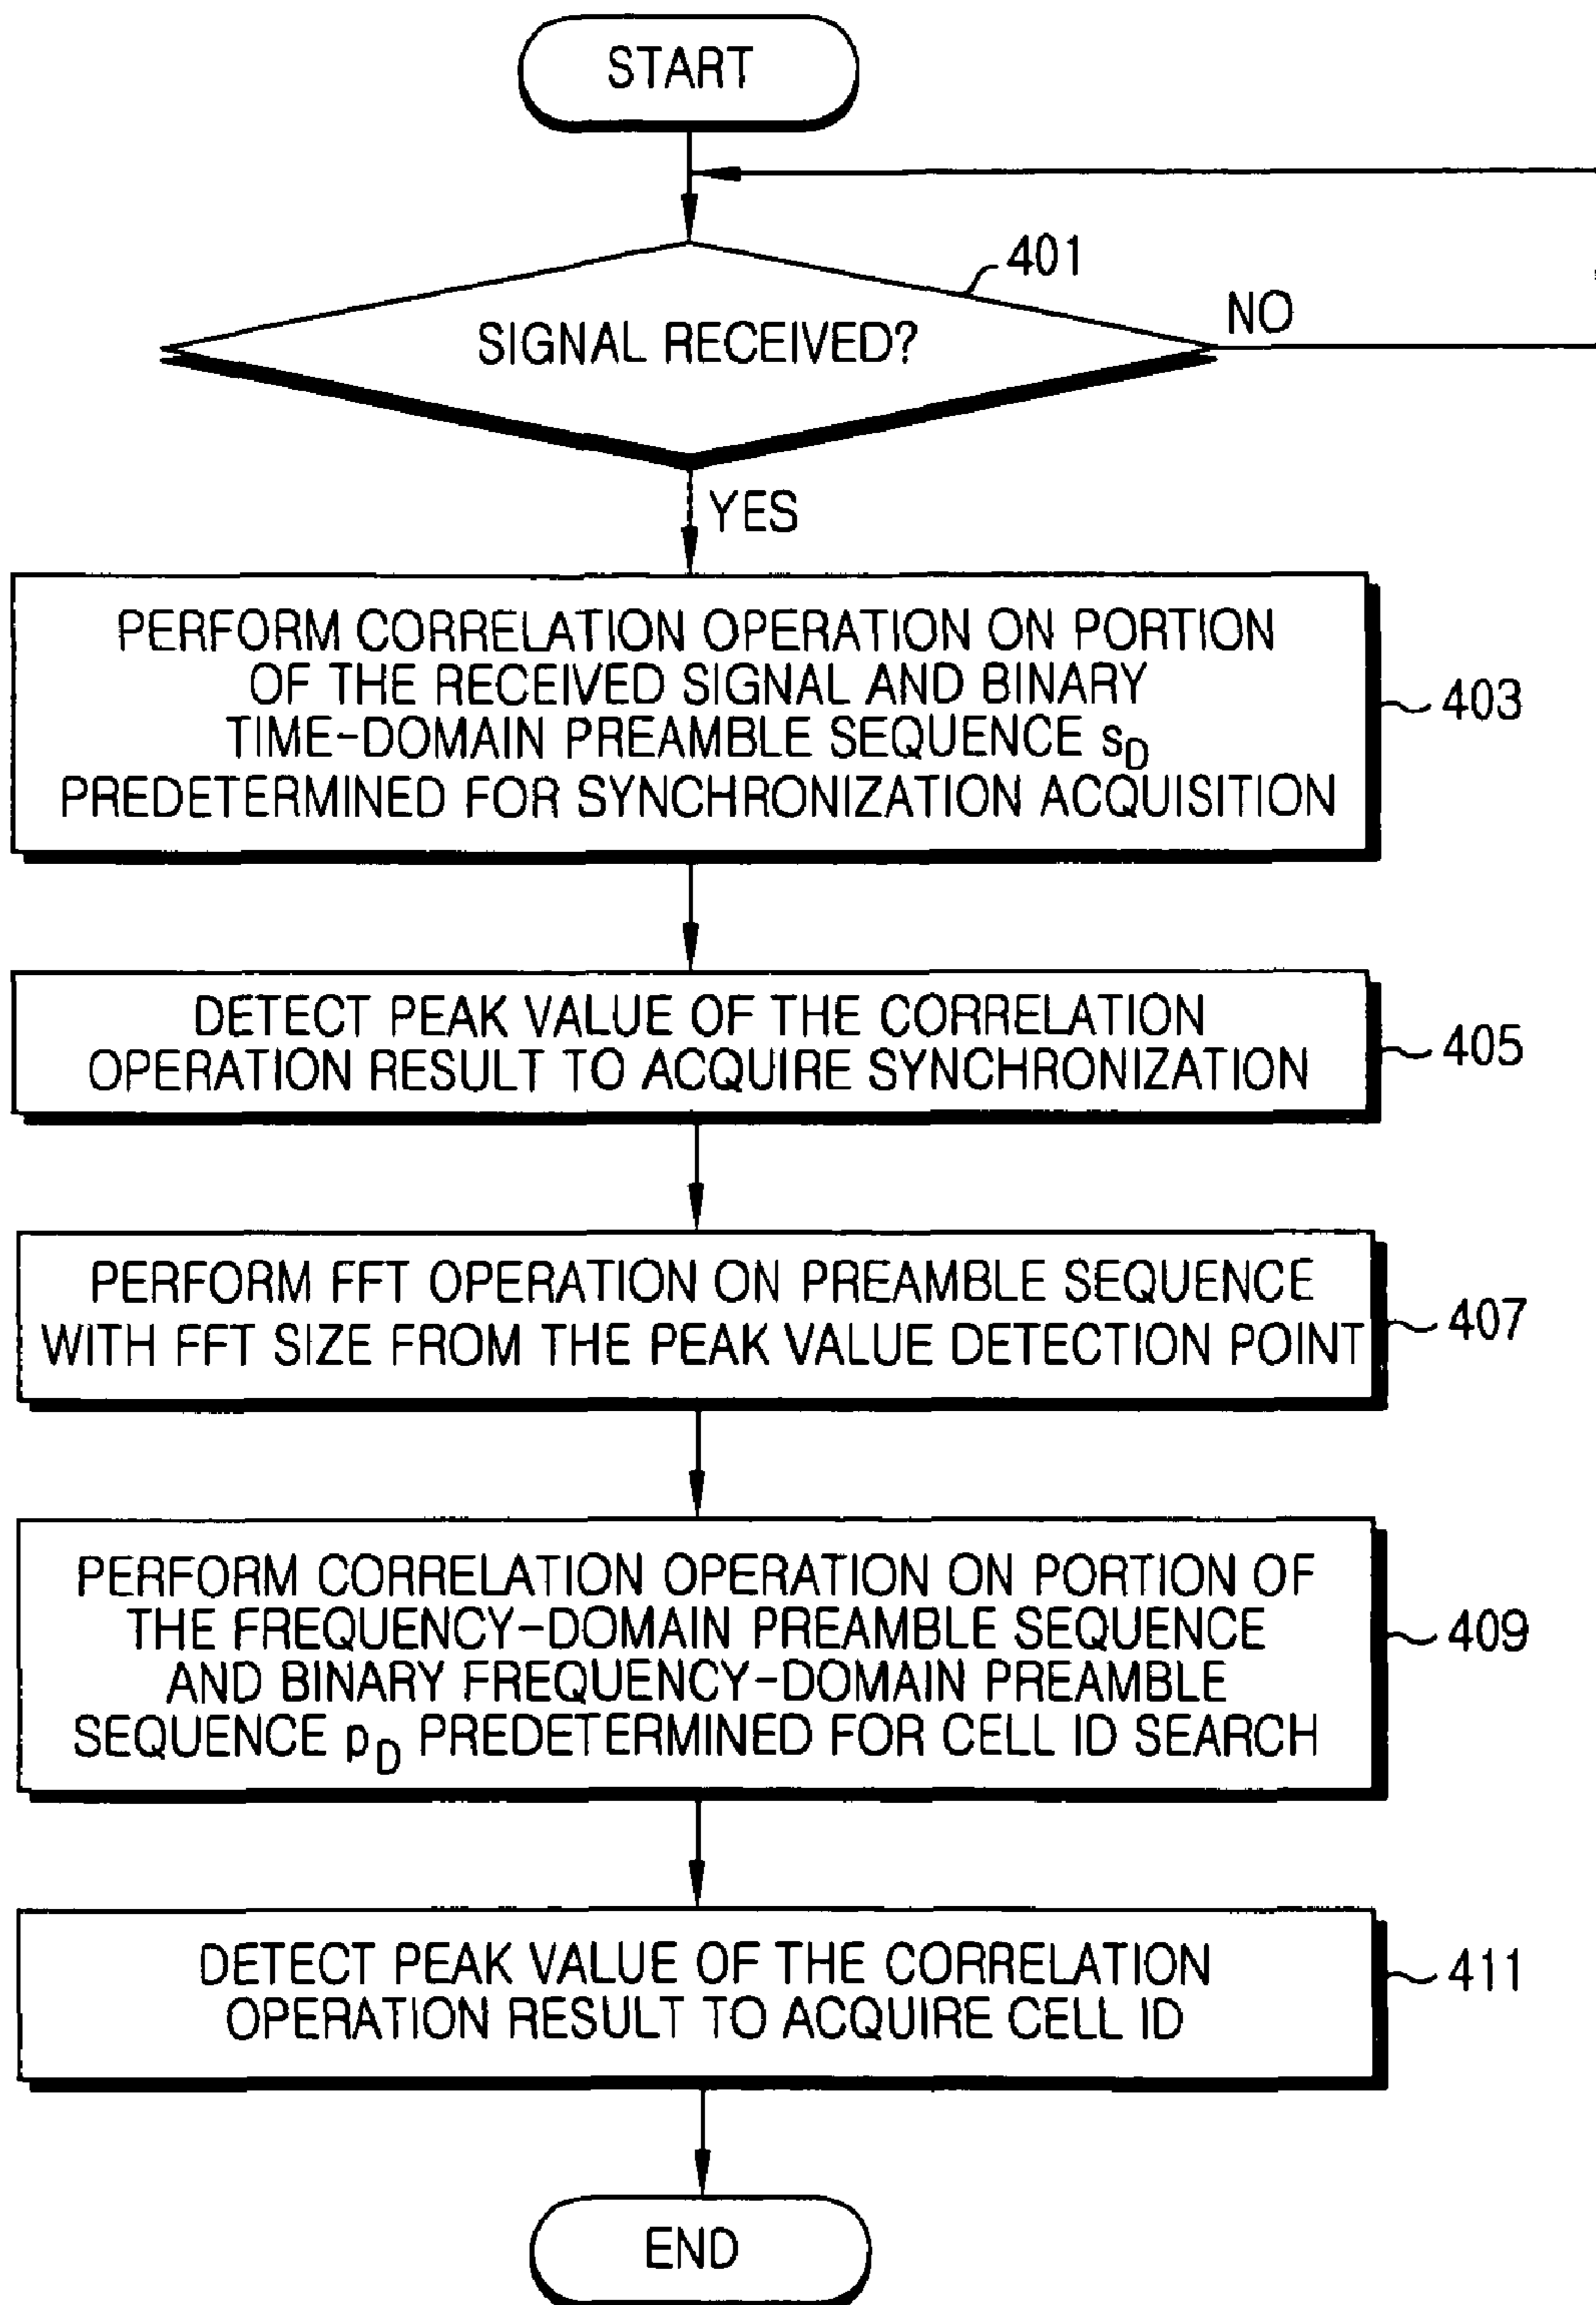 START
401
SIGNAL RECEIVED?
NO
YES
PERFORM CORRELATION OPERATION ON PORTION
OF THE RECEIVED SIGNAL AND BINARY
TIME-DOMAIN PREAMBLE SEQUENCE sD
PREDETERMINED FOR SYNCHRONIZATION ACQUISITION
403
DETECT PEAK VALUE OF THE CORRELATION
OPERATION RESULT TO ACQUIRE SYNCHRONIZATION
405
PERFORM FFT OPERATION ON PREAMBLE SEQUENCE
WITH FFT SIZE FROM THE PEAK VALUE DETECTION POINT
407
PERFORM CORRELATION OPERATION ON PORTION OF
THE FREQUENCY-DOMAIN PREAMBLE SEQUENCE
AND BINARY FREQUENCY-DOMAIN PREAMBLE
SEQUENCE pD PREDETERMINED FOR CELL ID SEARCH
409
DETECT PEAK VALUE OF THE CORRELATION
OPERATION RESULT TO ACQUIRE CELL ID
411
END